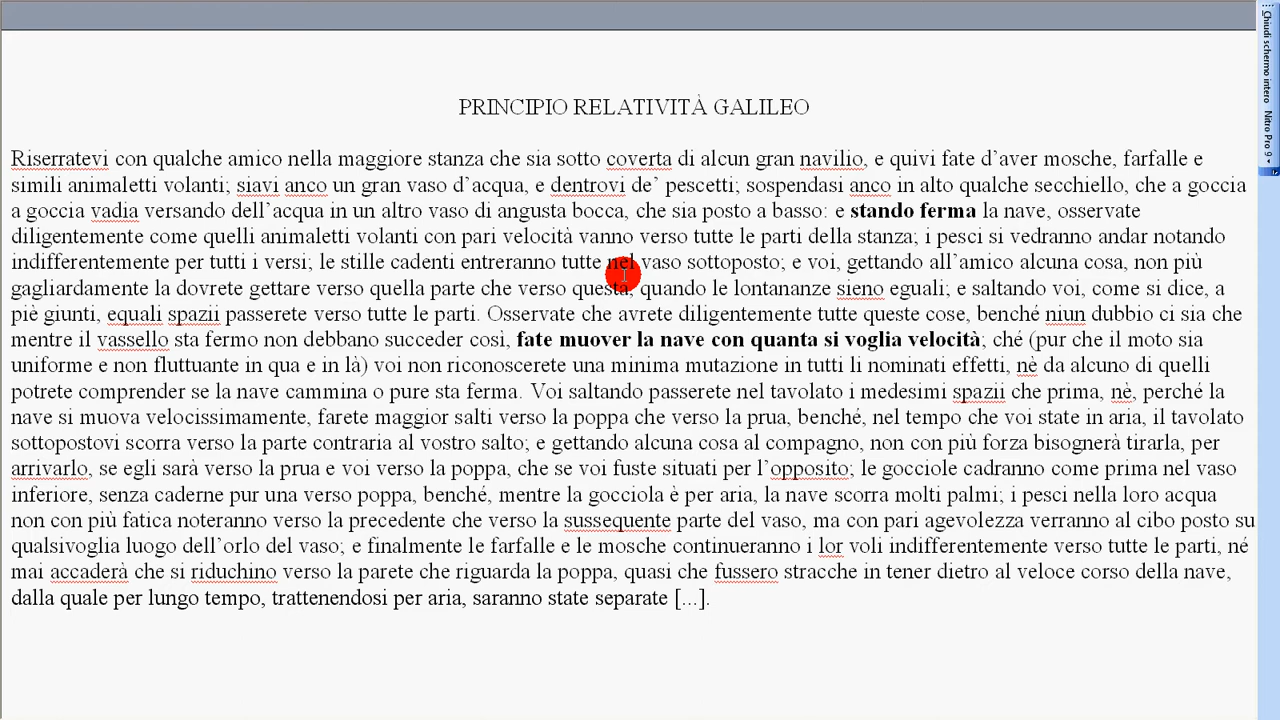 PRINCIPIO RELATIVITÀ GALILEO
Riserratevi con qualche amico nella maggiore stanza che sia sotto coverta di alcun gran navilio, e quivi fate d’aver mosche, farfalle e
simili animaletti volanti; siavi anco un gran vaso d’acqua, e dentrovi de’ pescetti; sospendasi anco in alto qualche secchiello, che a goccia
a goccia vadia versando dell’acqua in un altro vaso di angusta bocca, che sia posto a basso: e stando ferma la nave, osservate
diligentemente come quelli animaletti volanti con pari velocità vanno verso tutte le parti della stanza; i pesci si vedranno andar notando
indifferentemente per tutti i versi; le stille cadenti entreranno tutte nel vaso sottoposto; e voi, gettando all’amico alcuna cosa, non più
gagliardamente la dovrete gettare verso quella parte che verso questa, quando le lontananze sieno eguali; e saltando voi, come si dice, a
piè giunti, equali spazii passerete verso tutte le parti. Osservate che avrete diligentemente tutte queste cose, benché niun dubbio ci sia che
mentre il vassello sta fermo non debbano succeder così, fate muover la nave con quanta si voglia velocità; ché (pur che il moto sia
uniforme e non fluttuante in qua e in là) voi non riconoscerete una minima mutazione in tutti li nominati effetti, nè da alcuno di quelli
potrete comprender se la nave cammina o pure sta ferma. Voi saltando passerete nel tavolato i medesimi spazii che prima, nè, perché la
nave si muova velocissimamente, farete maggior salti verso la poppa che verso la prua, benché, nel tempo che voi state in aria, il tavolato
sottopostovi scorra verso la parte contraria al vostro salto; e gettando alcuna cosa al compagno, non con più forza bisognerà tirarla, per
arrivarlo, se egli sarà verso la prua e voi verso la poppa, che se voi fuste situati per l’opposito; le gocciole cadranno come prima nel vaso
inferiore, senza caderne pur una verso poppa, benché, mentre la gocciola è per aria, la nave scorra molti palmi; i pesci nella loro acqua
non con più fatica noteranno verso la precedente che verso la sussequente parte del vaso, ma con pari agevolezza verranno al cibo posto su
qualsivoglia luogo dell’orlo del vaso; e finalmente le farfalle e le mosche continueranno i lor voli indifferentemente verso tutte le parti, né
mai accaderà che si riduchino verso la parete che riguarda la poppa, quasi che fussero stracche in tener dietro al veloce corso della nave,
dalla quale per lungo tempo, trattenendosi per aria, saranno state separate [...].
Chiudi schermo intero Nitro Pro 9